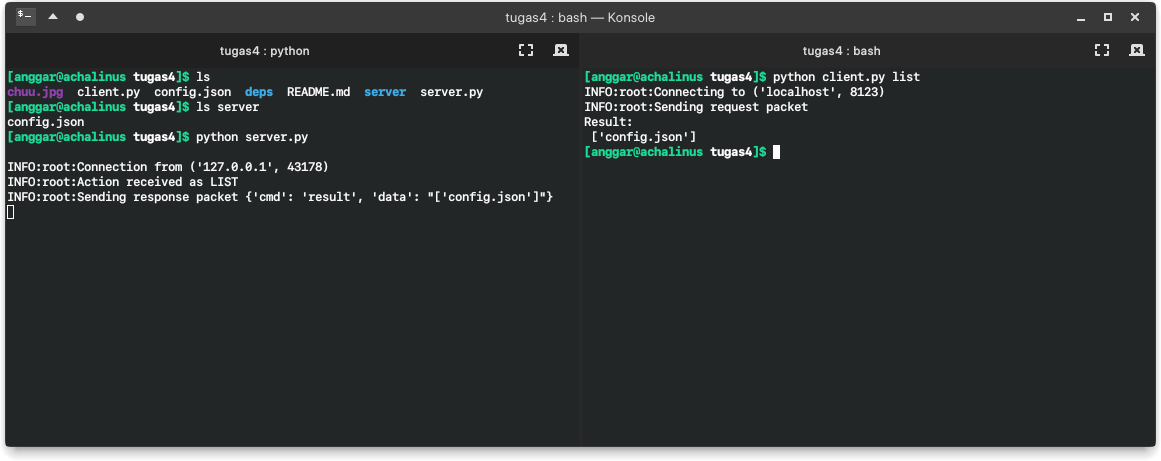 tugas4 : bash — Konsole
tugas4 : python
[anggar@achalinus tugas4]$ ls
chuu.jpg client.py config.json deps README.md server server.py
[anggar@achalinus tugas4]$ ls server
config.json
[anggar@achalinus tugas4]$ python server.py
INFO:root:Connection from ('127.0.0.1', 43178)
INFO:root:Action received as LIST
INFO:root:Sending response packet {'cmd': 'result', 'data': "['config.json']"}
tugas4 : bash
[anggar@achalinus tugas4]$ python client.py list
INFO:root:Connecting to ('localhost', 8123)
INFO:root:Sending request packet
Result:
['config.json']
[anggar@achalinus tugas4]$